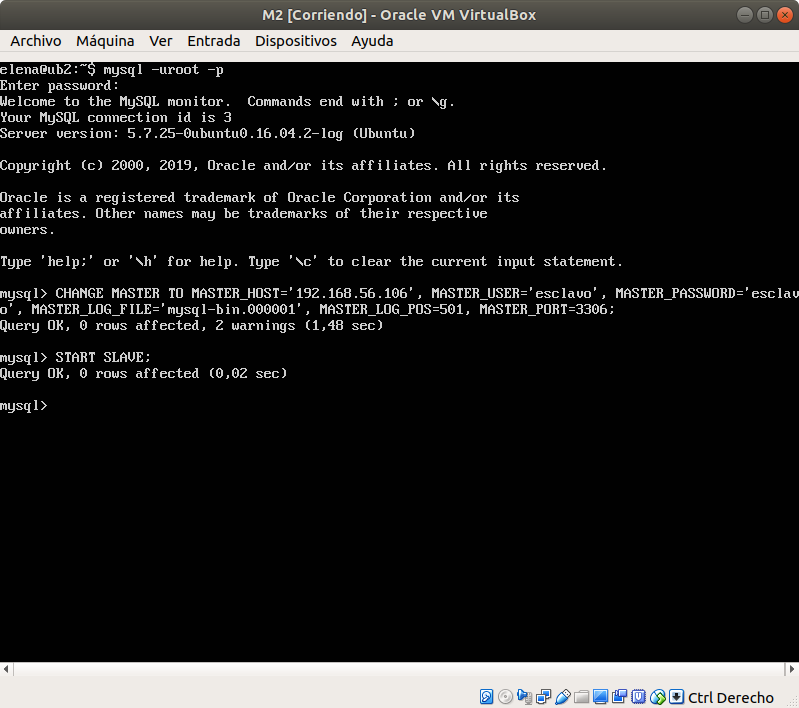 M2 [Corriendo] - Oracle VM VirtualBox
Archivo Máquina Ver Entrada Dispositivos Ayuda
elena@ub2:~$ mysql -uroot -p
Enter password:
Welcome to the MySQL monitor.  Commands end with ; or \g.
Your MySQL connection id is 3
Server version: 5.7.25-0ubuntu0.16.04.2-log (Ubuntu)
Copyright (c) 2000, 2019, Oracle and/or its affiliates. All rights reserved.
Oracle is a registered trademark of Oracle Corporation and/or its
affiliates. Other names may be trademarks of their respective
owners.
Type 'help;' or '\h' for help. Type '\c' to clear the current input statement.
mysql> CHANGE MASTER TO MASTER_HOST='192.168.56.106', MASTER_USER='esclavo', MASTER_PASSWORD='esclav
o', MASTER_LOG_FILE='mysql-bin.000001', MASTER_LOG_POS=501, MASTER_PORT=3306;
Query OK, 0 rows affected, 2 warnings (1,48 sec)
mysql> START SLAVE;
Query OK, 0 rows affected (0,02 sec)
mysql>
Ctrl Derecho